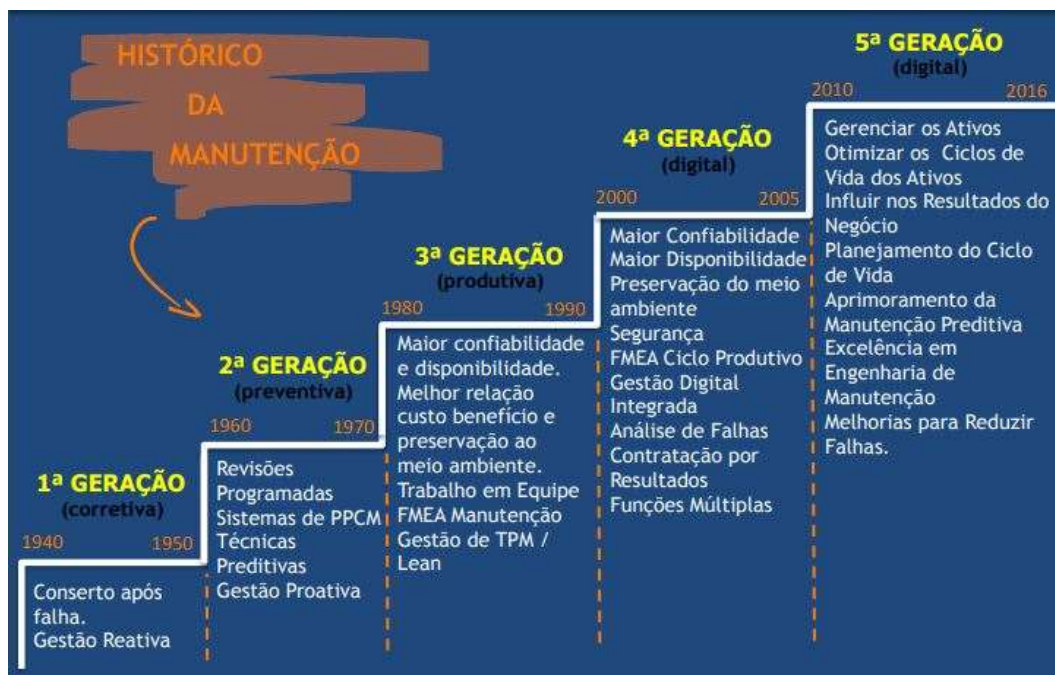 HISTÓRICO
DA
MANUTENÇÃO
1ª GERAÇÃO
(corretiva)
1940 1950
Conserto após
falha.
Gestão Reativa
2ª GERAÇÃO
(preventiva)
1960 1970
Revisões
Programadas
Sistemas de PPCM
Técnicas
Preditivas
Gestão Proativa
3ª GERAÇÃO
(produtiva)
1980 1990
Maior confiabilidade
e disponibilidade.
Melhor relação
custo benefício e
preservação ao
meio ambiente.
Trabalho em Equipe
FMEA Manutenção
Gestão de TPM /
Lean
4ª GERAÇÃO
(digital)
2000 2005
Maior Confiabilidade
Maior Disponibilidade
Preservação do meio
ambiente
Segurança
FMEA Ciclo Produtivo
Gestão Digital
Integrada
Análise de Falhas
Contratação por
Resultados
Funções Múltiplas
5ª GERAÇÃO
(digital)
2010 2016
Gerenciar os Ativos
Otimizar os Ciclos de
Vida dos Ativos
Influir nos Resultados do
Negócio
Planejamento do Ciclo
de Vida
Aprimoramento da
Manutenção Preditiva
Excelência em
Engenharia de
Manutenção
Melhorias para Reduzir
Falhas.